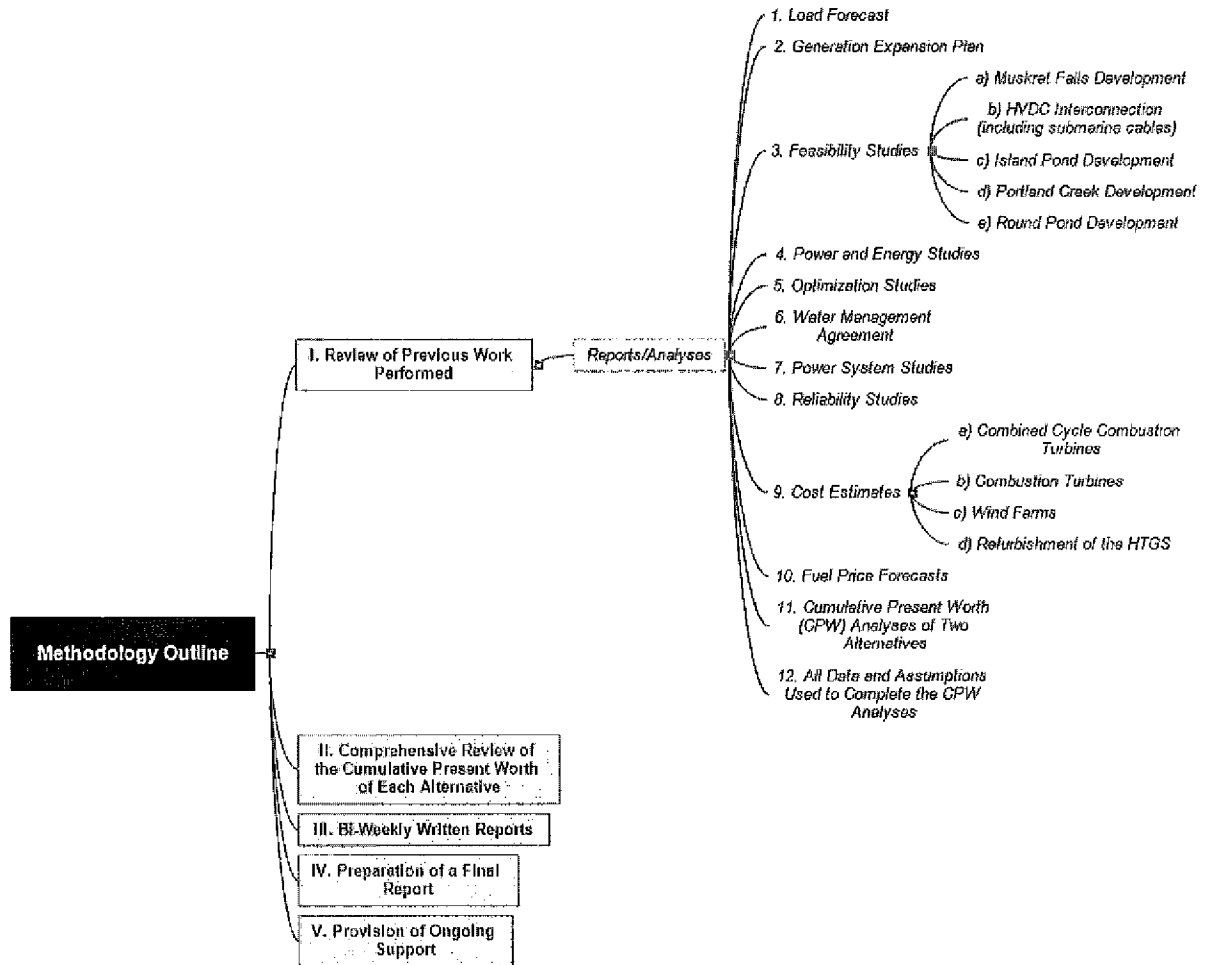 1. Load Forecast
2. Generation Expansion Plan
3. Feasibility Studies
a) Muskrat Falls Development
b) HVDC Interconnection
(including submarine cables)
c) Island Pond Development
d) Portland Creek Development
e) Round Pond Development
4. Power and Energy Studies
5. Optimization Studies
6. Water Management
Agreement
7. Power System Studies
8. Reliability Studies
9. Cost Estimates
a) Combined Cycle Combustion
Turbines
b) Combustion Turbines
c) Wind Farms
d) Refurbishment of the HTGS
10. Fuel Price Forecasts
11. Cumulative Present Worth
(CPW) Analyses of Two
Alternatives
12. All Data and Assumptions
Used to Complete the CPW
Analyses
Reports/Analyses
I. Review of Previous Work
Performed
Methodology Outline
II. Comprehensive Review of
the Cumulative Present Worth
of Each Alternative
III. Bi-Weekly Written Reports
IV. Preparation of a Final
Report
V. Provision of Ongoing
Support